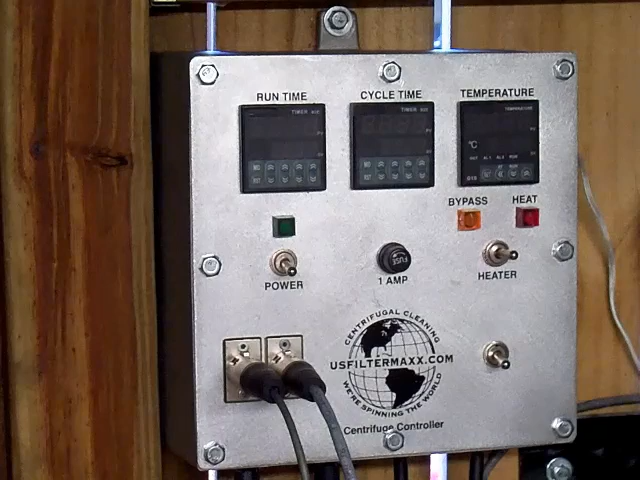 RUN TIME
CYCLE TIME
TEMPERATURE
TIMER
TIMER
TEMPERATURE
°C
BYPASS
HEAT
POWER
FUSE
1 AMP
HEATER
CENTRIFUGAL CLEANING
USFILTERMAXX.COM
WE'RE SPINNING THE WORLD
Centrifuge Controller